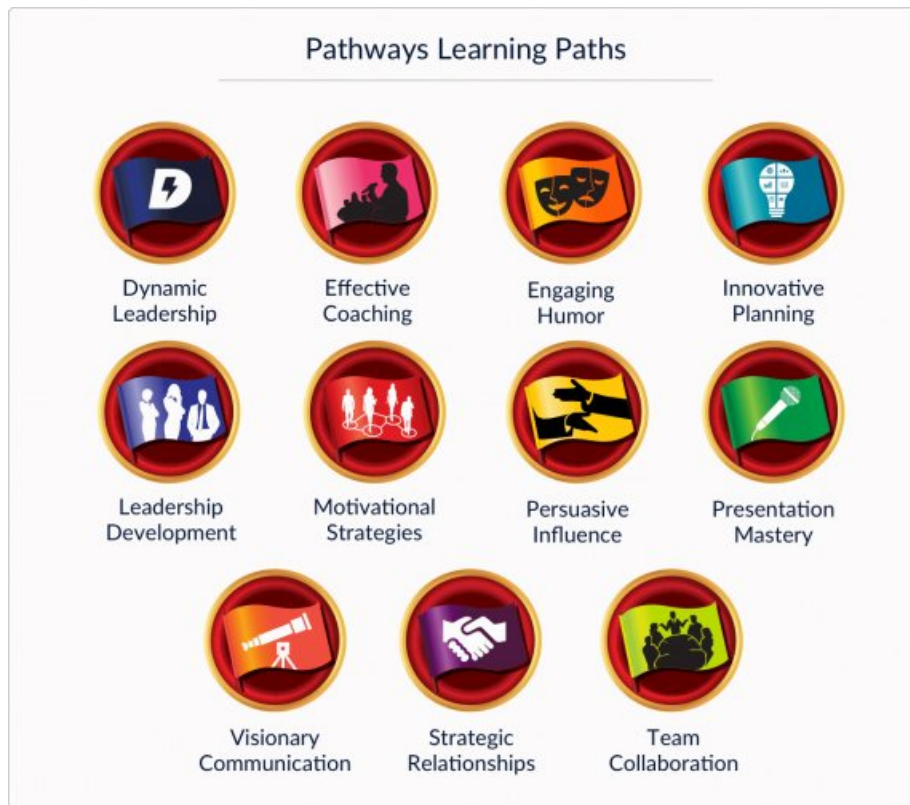 Pathways Learning Paths
D
Dynamic
Leadership
Effective
Coaching
Engaging
Humor
Innovative
Planning
Leadership
Development
Motivational
Strategies
Persuasive
Influence
Presentation
Mastery
Visionary
Communication
Strategic
Relationships
Team
Collaboration